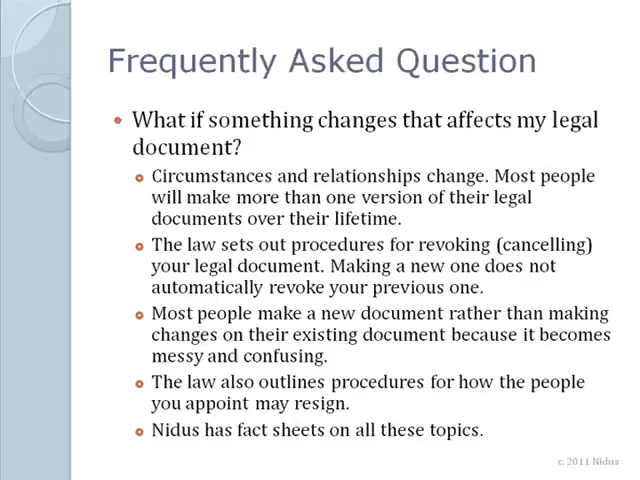 Frequently Asked Question
What if something changes that affects my legal
document?
Circumstances and relationships change. Most people
will make more than one version of their legal
documents over their lifetime.
The law sets out procedures for revoking (cancelling)
your legal document. Making a new one does not
automatically revoke your previous one.
Most people make a new document rather than making
changes on their existing document because it becomes
messy and confusing.
The law also outlines procedures for how the people
you appoint may resign.
Nidus has fact sheets on all these topics.
c. 2011 Nidus